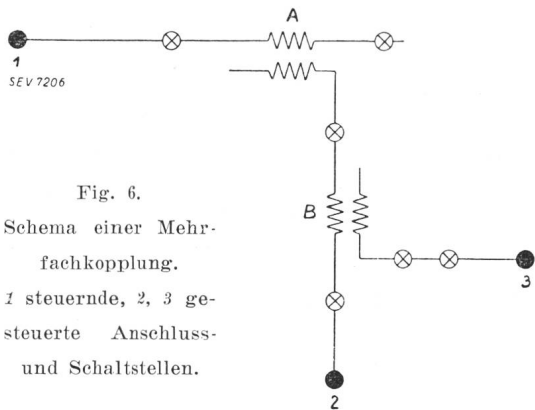 A
1
SEV 7206
B
3
2
Fig. 6.
Schema einer Mehr-
fachkopplung.
1 steuernde, 2, 3 ge-
steuerte Anschluss-
und Schaltstellen.